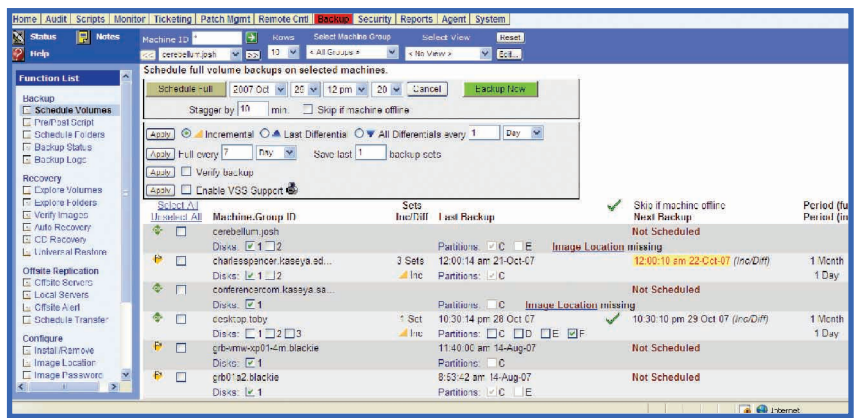 Home Audit Scripts Monitor Ticketing Patch Mgmt Remote Cntl Backup Security Reports Agent System
Status Notes
Help
Machine ID * Rows Select Machine Group Select View Reset
<< cerebellum.josh >> 10 < All Groups > < No View > Edit...
Function List
Backup
Schedule Volumes
Pre/Post Script
Schedule Folders
Backup Status
Backup Logs
Recovery
Explore Volumes
Explore Folders
Verify Images
Auto Recovery
CD Recovery
Universal Restore
Offsite Replication
Offsite Servers
Local Servers
Offsite Alert
Schedule Transfer
Configure
Install/Remove
Image Location
Image Password
Schedule full volume backups on selected machines.
Schedule Full 2007 Oct 29 12 pm 20 Cancel Backup Now
Stagger by 10 min. Skip if machine offline
Apply Incremental Last Differential All Differentials every 1 Day
Apply Full every 7 Day Save last 1 backup sets
Apply Verify backup
Apply Enable VSS Support
Select All Sets Skip if machine offline Period (fu
Unselect All Machine.Group ID Inc/Diff Last Backup Next Backup Period (in
cerebellum.josh Not Scheduled
Disks: 1 2 Partitions: C E Image Location missing
charlesspencer.kaseya.sd... 3 Sets 12:00:14 am 21-Oct-07 12:00:10 am 22-Oct-07 (Inc/Diff) 1 Month
Disks: 1 2 Inc Partitions: C 1 Day
conferencercom.kaseya.sa... Not Scheduled
Disks: 1 Partitions: C Image Location missing
desktop.toby 1 Set 10:30:14 pm 28 Oct 07 10:30:10 pm 29 Oct 07 (Inc/Diff) 1 Month
Disks: 1 2 3 Inc Partitions: C D E F 1 Day
grb-vmw-xp01-4m.blackie 11:40:00 am 14-Aug-07 Not Scheduled
Disks: 1 Partitions: C
grb01a2.blackie 8:53:42 am 14-Aug-07 Not Scheduled
Disks: 1 Partitions: C E
Internet